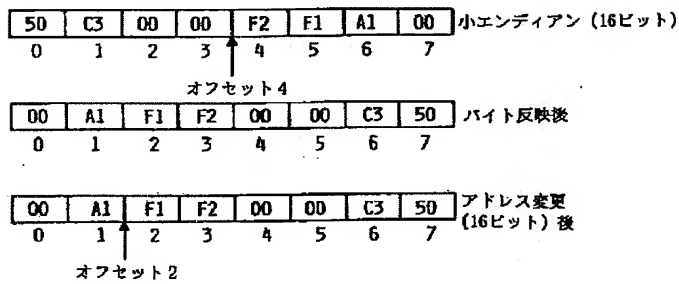 50 C3 00 00 F2 F1 A1 00 小エンディアン (16ビット)
0 1 2 3 4 5 6 7
オフセット4
00 A1 F1 F2 00 00 C3 50 バイト反映後
0 1 2 3 4 5 6 7
00 A1 F1 F2 00 00 C3 50 アドレス変更
(16ビット) 後
0 1 2 3 4 5 6 7
オフセット2